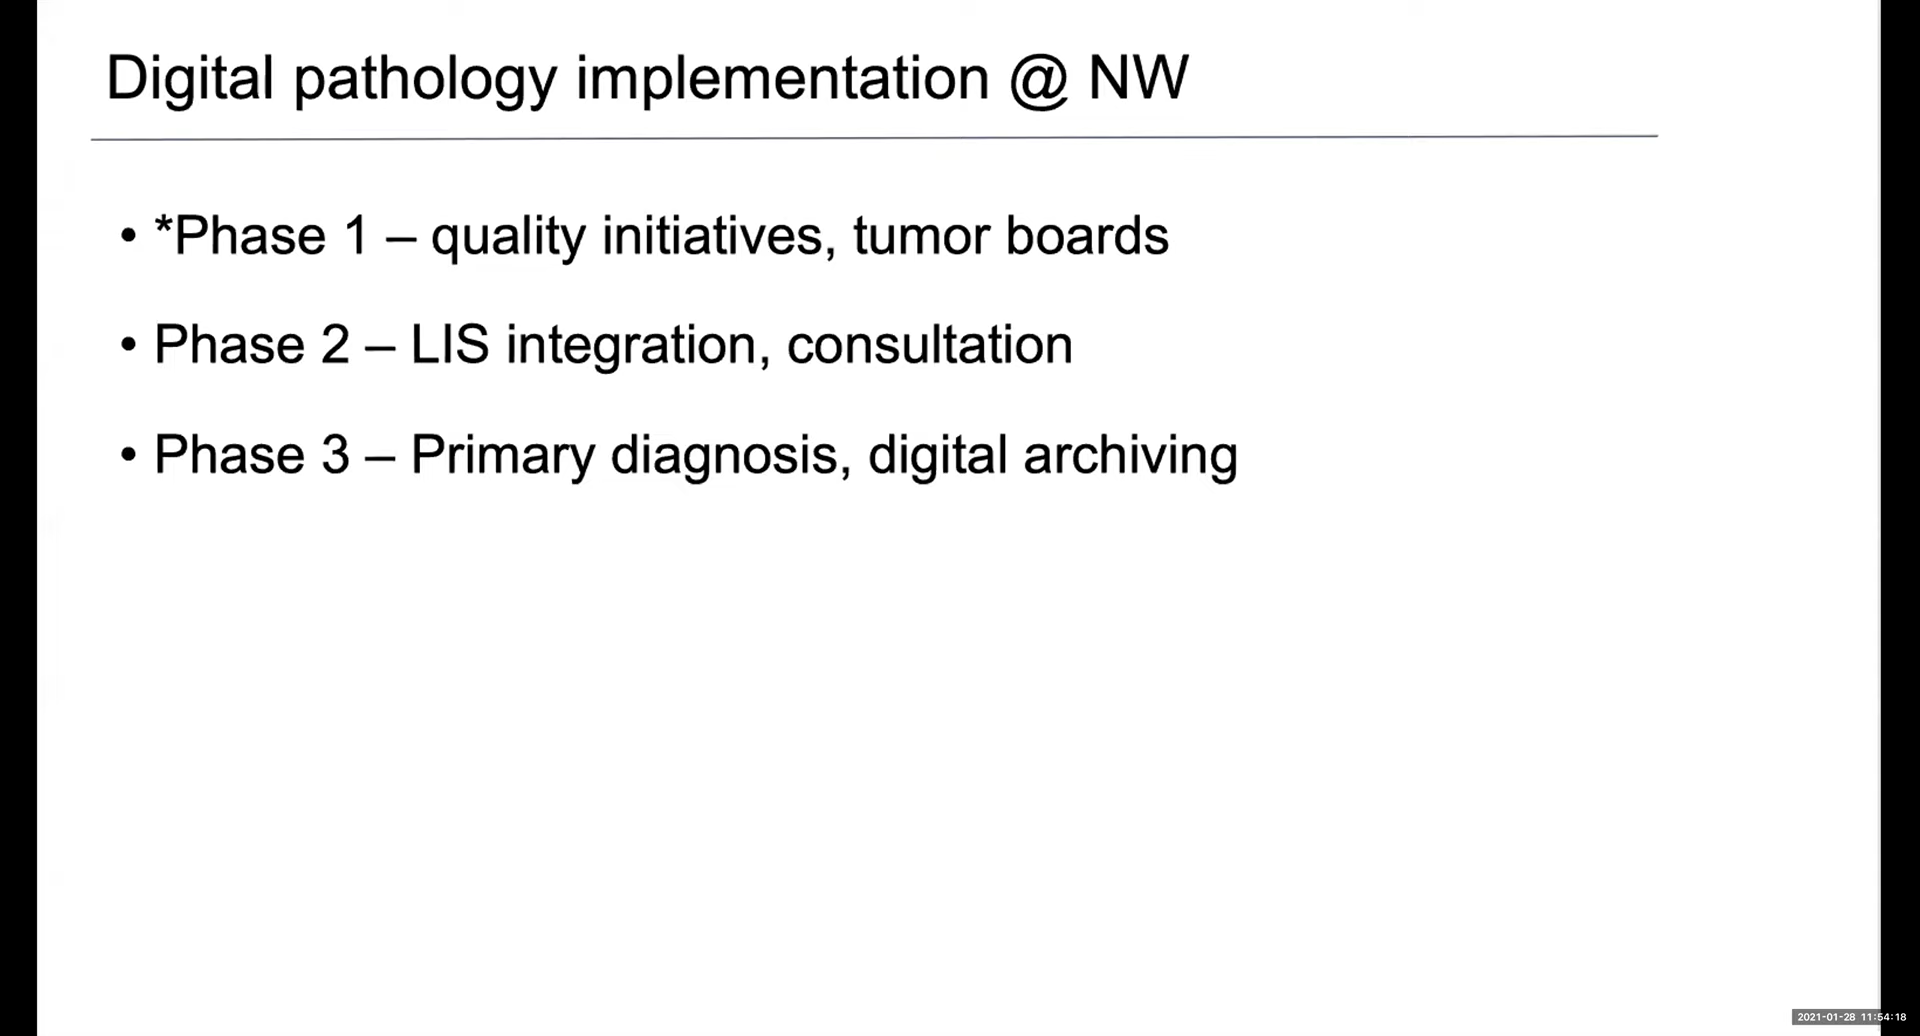 Digital pathology implementation @ NW
• *Phase 1 – quality initiatives, tumor boards
• Phase 2 – LIS integration, consultation
• Phase 3 – Primary diagnosis, digital archiving
2021-01-28 11:54:18